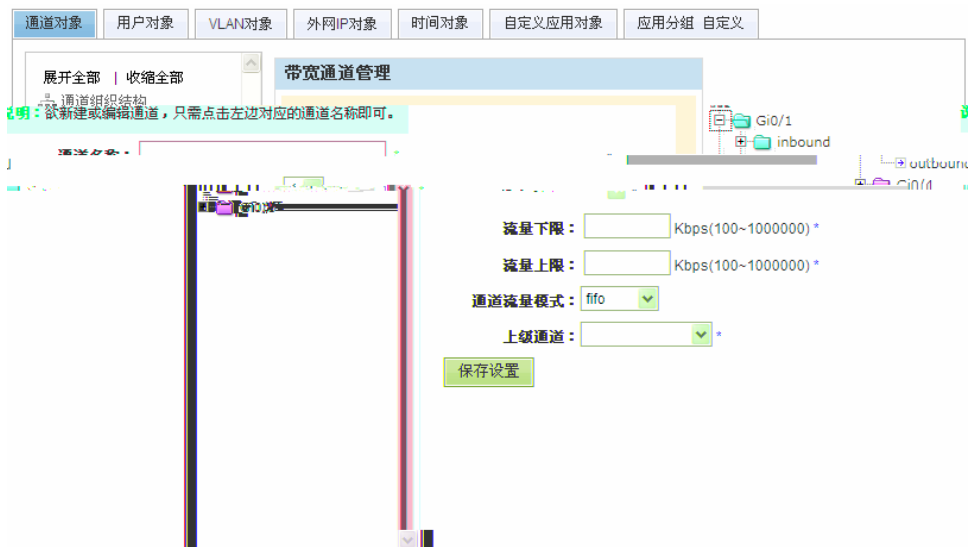 通道对象 用户对象 VLAN对象 外网IP对象 时间对象 自定义应用对象 应用分组 自定义
展开全部 | 收缩全部
带宽通道管理
通道组织结构
说明：欲新建或编辑通道，只需点击左边对应的通道名称即可。
Gi0/1
inbound
通道名称：
*
outbound
Gi0/4
流量下限： Kbps(100~1000000) *
流量上限： Kbps(100~1000000) *
通道流量模式： fifo
上级通道： *
保存设置